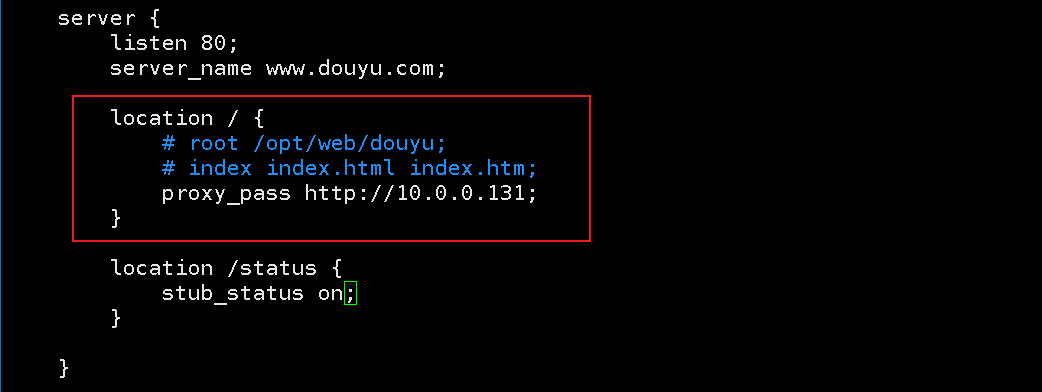 server {
listen 80;
server_name www.douyu.com;
location / {
# root /opt/web/douyu;
# index index.html index.htm;
proxy_pass http://10.0.0.131;
}
location /status {
stub_status on;
}
}